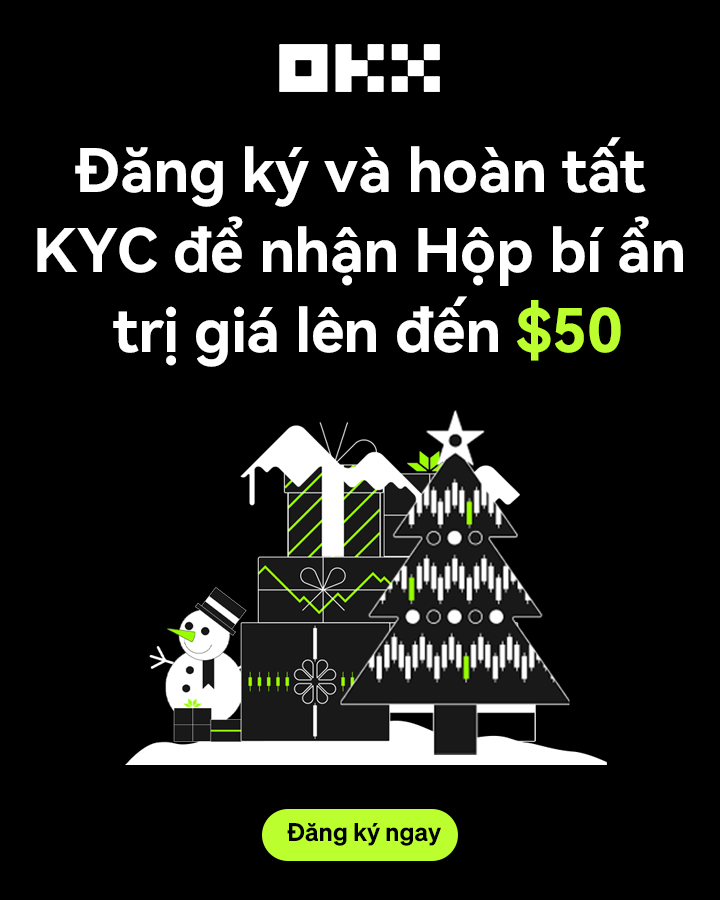 OKX
Đăng ký và hoàn tất
KYC để nhận Hộp bí ẩn
trị giá lên đến $50
Đăng ký ngay